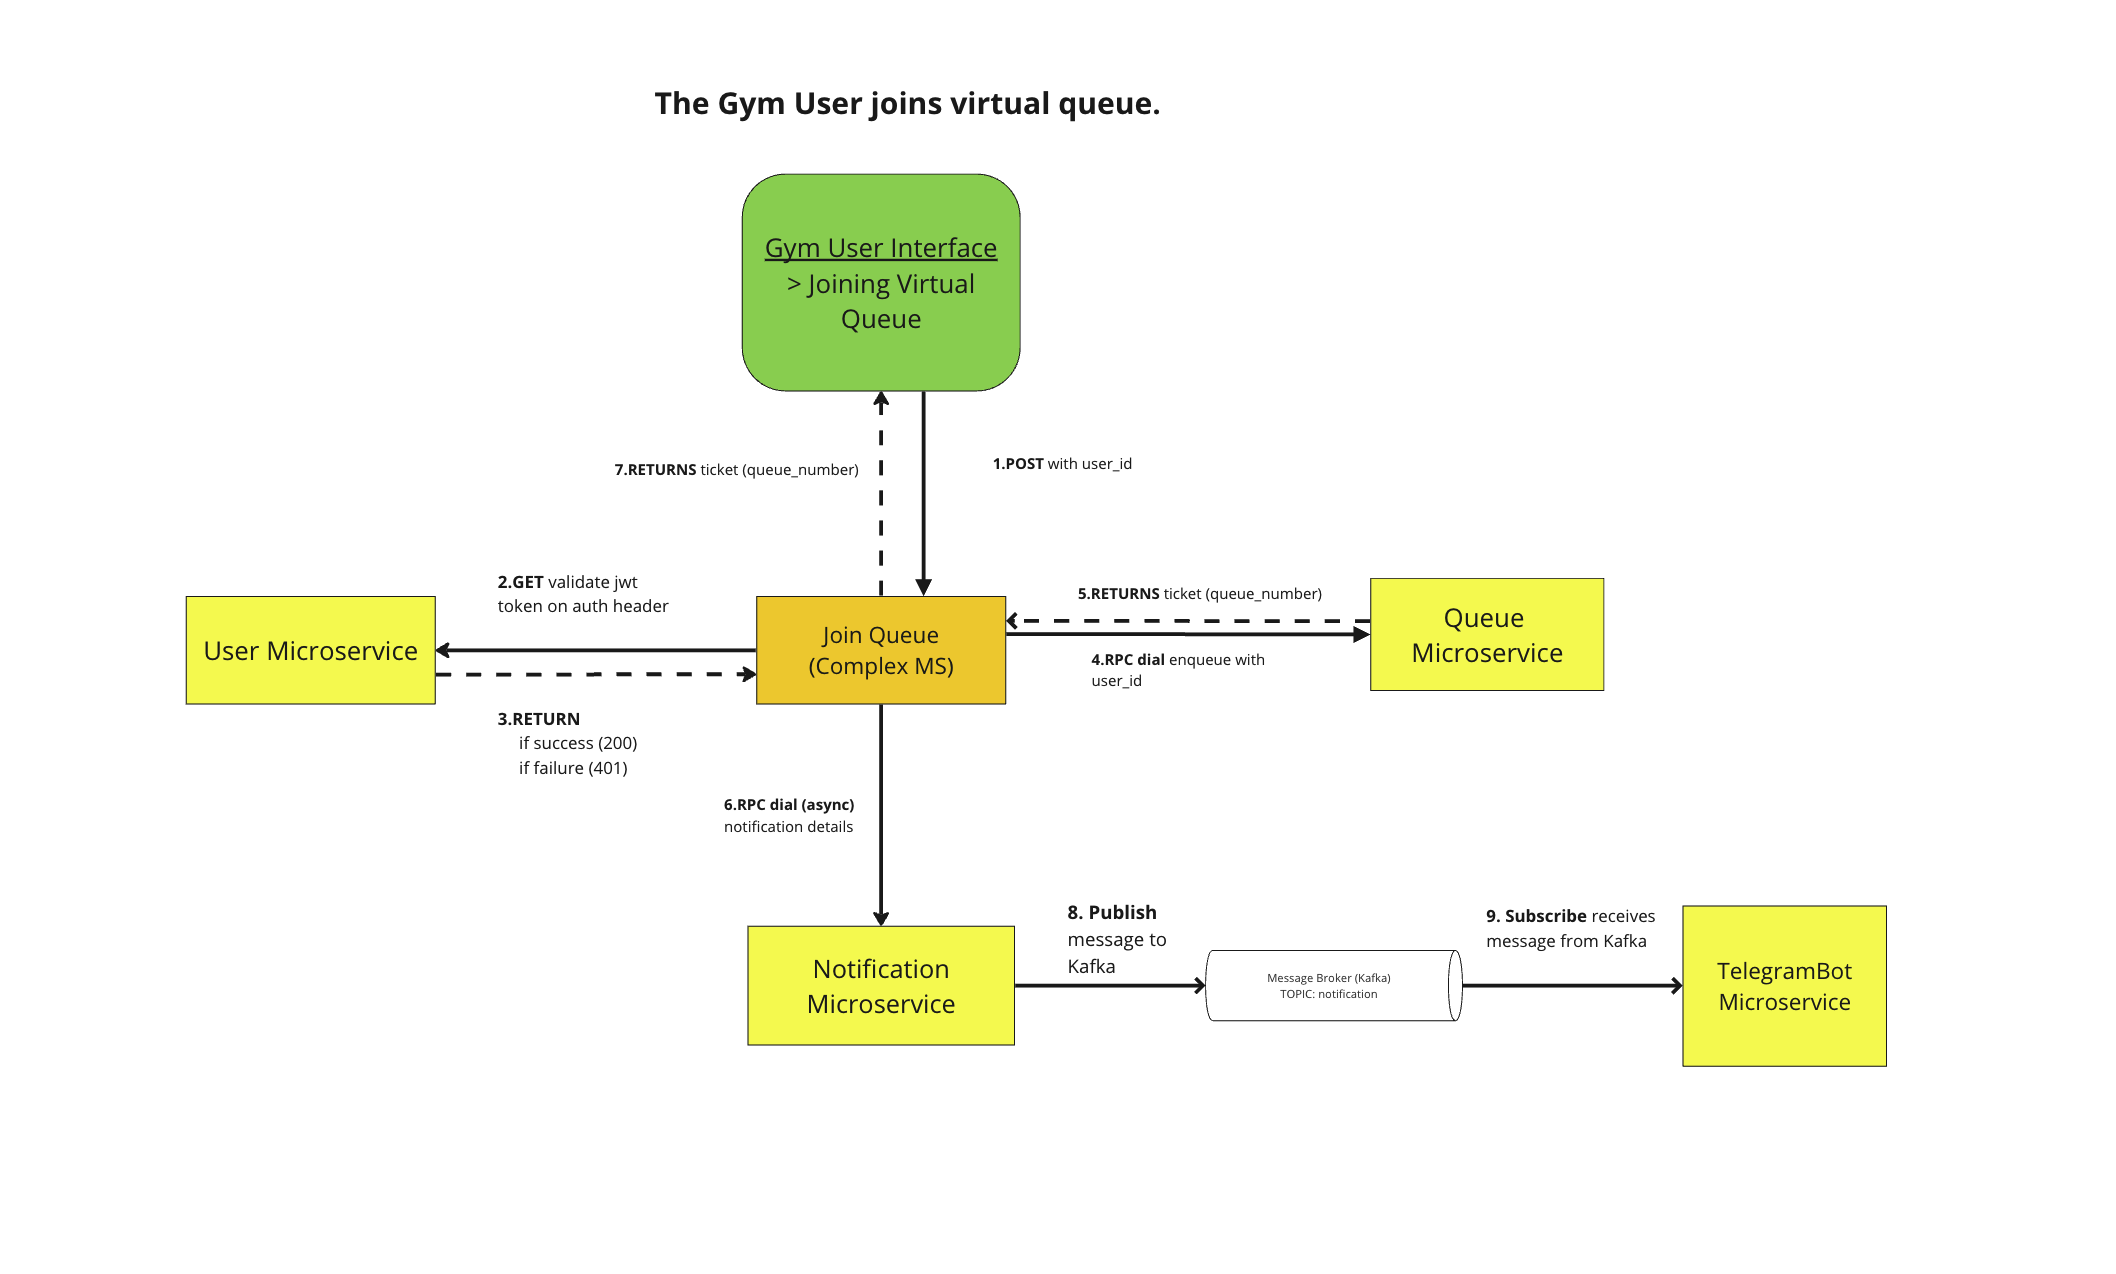 The Gym User joins virtual queue.
Gym User Interface
> Joining Virtual
Queue
7.RETURNS ticket (queue_number)
1.POST with user_id
2.GET validate jwt
token on auth header
User Microservice
3.RETURN
if success (200)
if failure (401)
Join Queue
(Complex MS)
5.RETURNS ticket (queue_number)
4.RPC dial enqueue with
user_id
Queue
Microservice
6.RPC dial (async)
notification details
Notification
Microservice
8. Publish
message to
Kafka
Message Broker (Kafka)
TOPIC: notification
9. Subscribe receives
message from Kafka
TelegramBot
Microservice